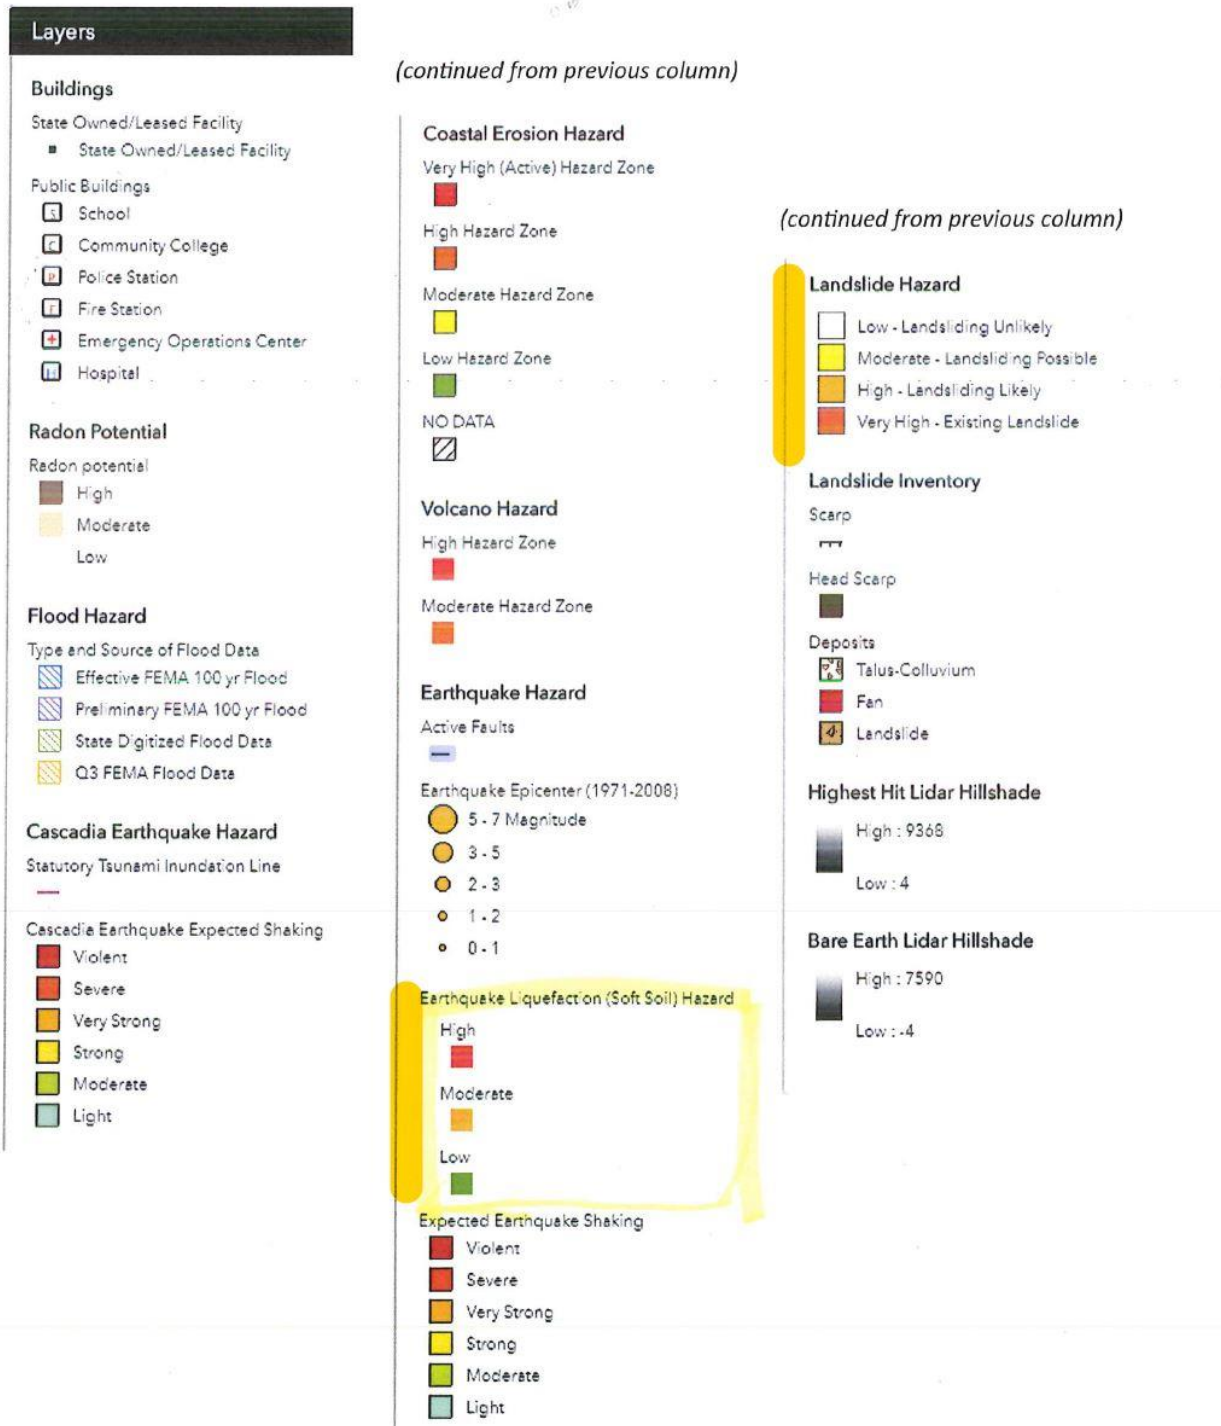 Layers
Buildings
State Owned/Leased Facility
State Owned/Leased Facility
Public Buildings
S School
C Community College
P Police Station
F Fire Station
Emergency Operations Center
H Hospital
Radon Potential
Radon potential
High
Moderate
Low
Flood Hazard
Type and Source of Flood Data
Effective FEMA 100 yr Flood
Preliminary FEMA 100 yr Flood
State Digitized Flood Data
Q3 FEMA Flood Data
Cascadia Earthquake Hazard
Statutory Tsunami Inundation Line
Cascadia Earthquake Expected Shaking
Violent
Severe
Very Strong
Strong
Moderate
Light
(continued from previous column)
Coastal Erosion Hazard
Very High (Active) Hazard Zone
High Hazard Zone
Moderate Hazard Zone
Low Hazard Zone
NO DATA
Volcano Hazard
High Hazard Zone
Moderate Hazard Zone
Earthquake Hazard
Active Faults
Earthquake Epicenter (1971-2008)
5 - 7 Magnitude
3 - 5
2 - 3
1 - 2
0 - 1
Earthquake Liquefaction (Soft Soil) Hazard
High
Moderate
Low
Expected Earthquake Shaking
Violent
Severe
Very Strong
Strong
Moderate
Light
(continued from previous column)
Landslide Hazard
Low - Landsliding Unlikely
Moderate - Landsliding Possible
High - Landsliding Likely
Very High - Existing Landslide
Landslide Inventory
Scarp
Head Scarp
Deposits
Talus-Colluvium
Fan
Landslide
Highest Hit Lidar Hillshade
High : 9368
Low : 4
Bare Earth Lidar Hillshade
High : 7590
Low : -4